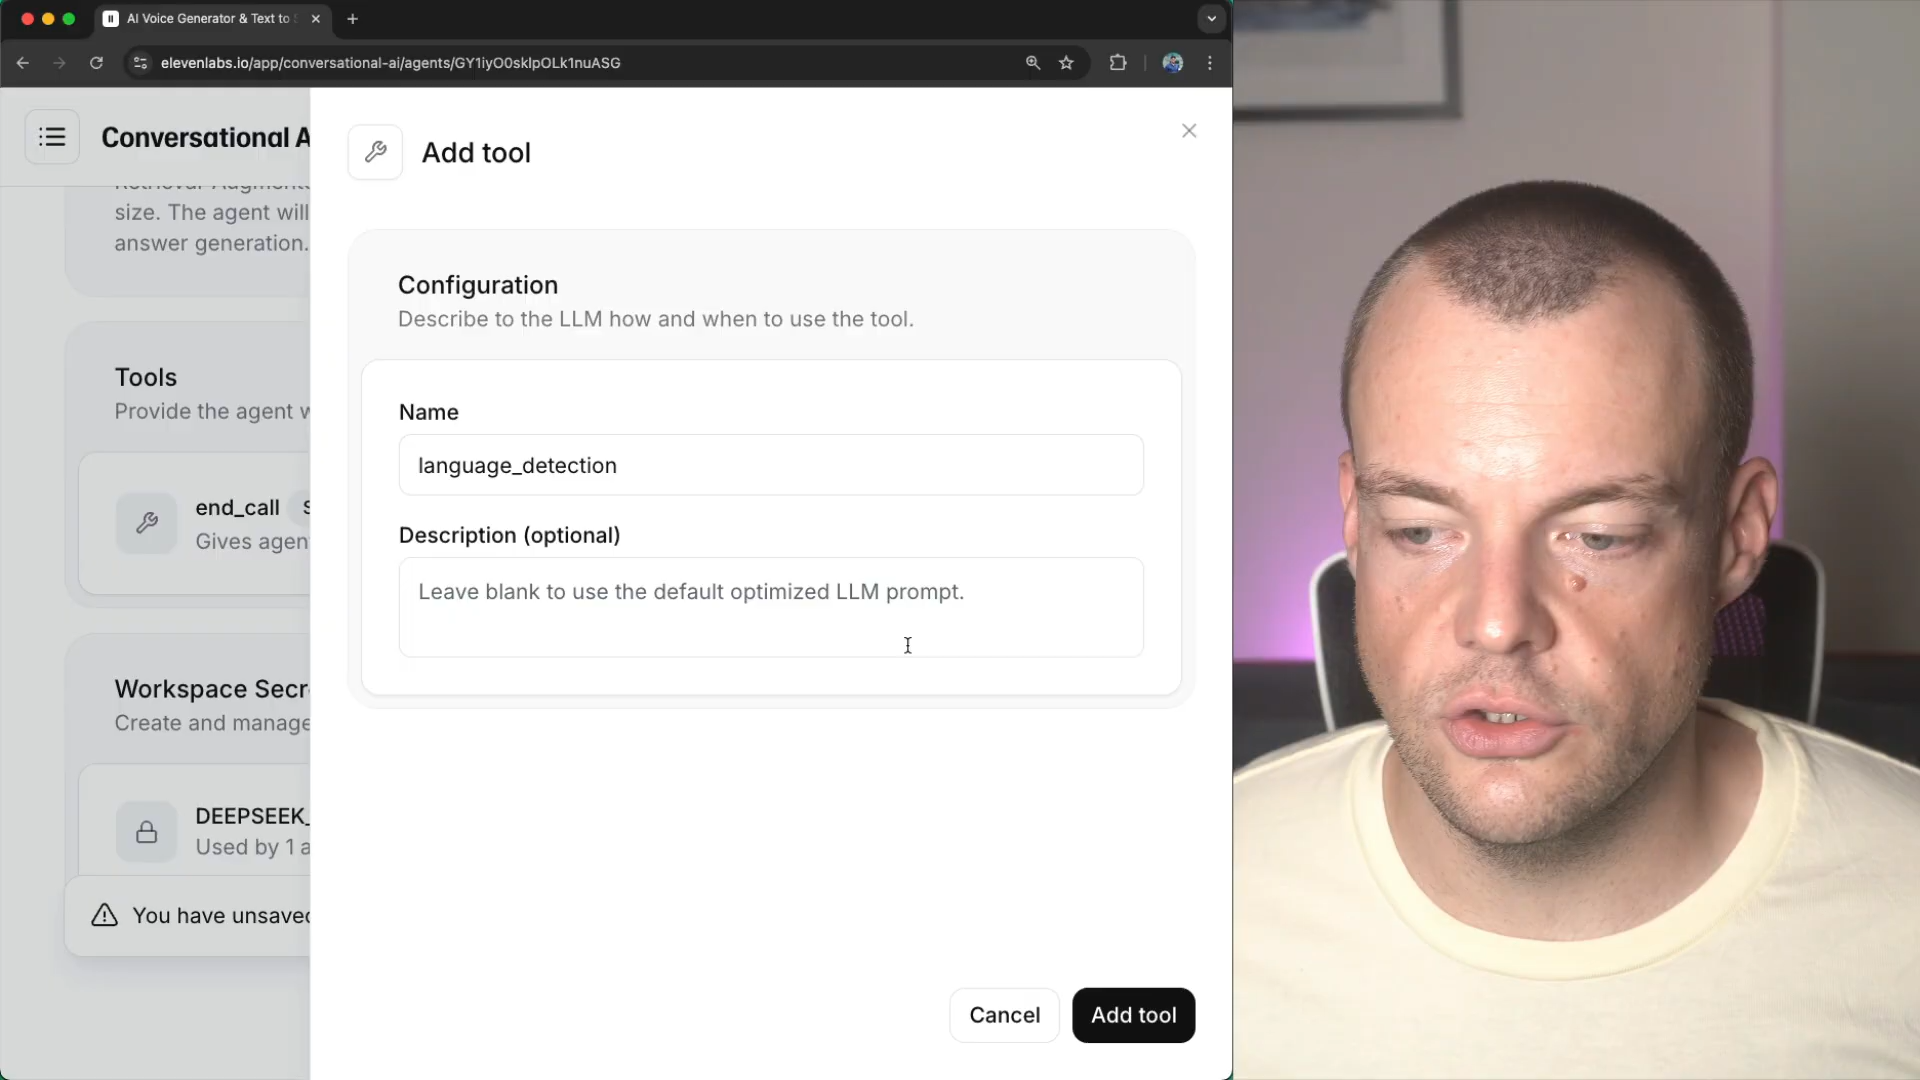 AI Voice Generator & Text to
elevenlabs.io/app/conversational-ai/agents/GY1iyO0sklpOLk1nuASG
Conversational A
size. The agent will
answer generation.
Tools
Provide the agent w
end_call
Gives agen
Workspace Secr
Create and manage
DEEPSEEK_
Used by 1 a
You have unsaved
Add tool
Configuration
Describe to the LLM how and when to use the tool.
Name
language_detection
Description (optional)
Leave blank to use the default optimized LLM prompt.
Cancel
Add tool